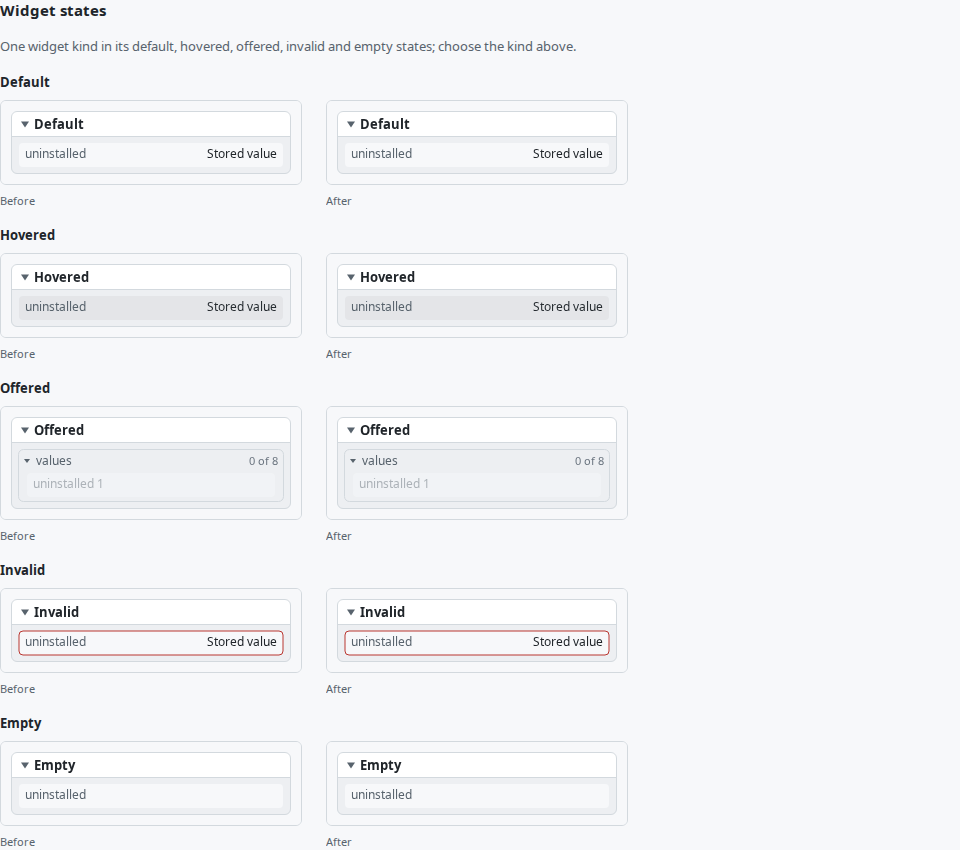 Widget states
One widget kind in its default, hovered, offered, invalid and empty states; choose the kind above.
Default
Default Default
uninstalled Stored value uninstalled Stored value
Before After
Hovered
Hovered Hovered
uninstalled Stored value uninstalled Stored value
Before After
Offered
Offered Offered
values 0 of 8 values 0 of 8
uninstalled 1 uninstalled 1
Before After
Invalid
Invalid Invalid
uninstalled Stored value uninstalled Stored value
Before After
Empty
Empty Empty
uninstalled uninstalled
Before After